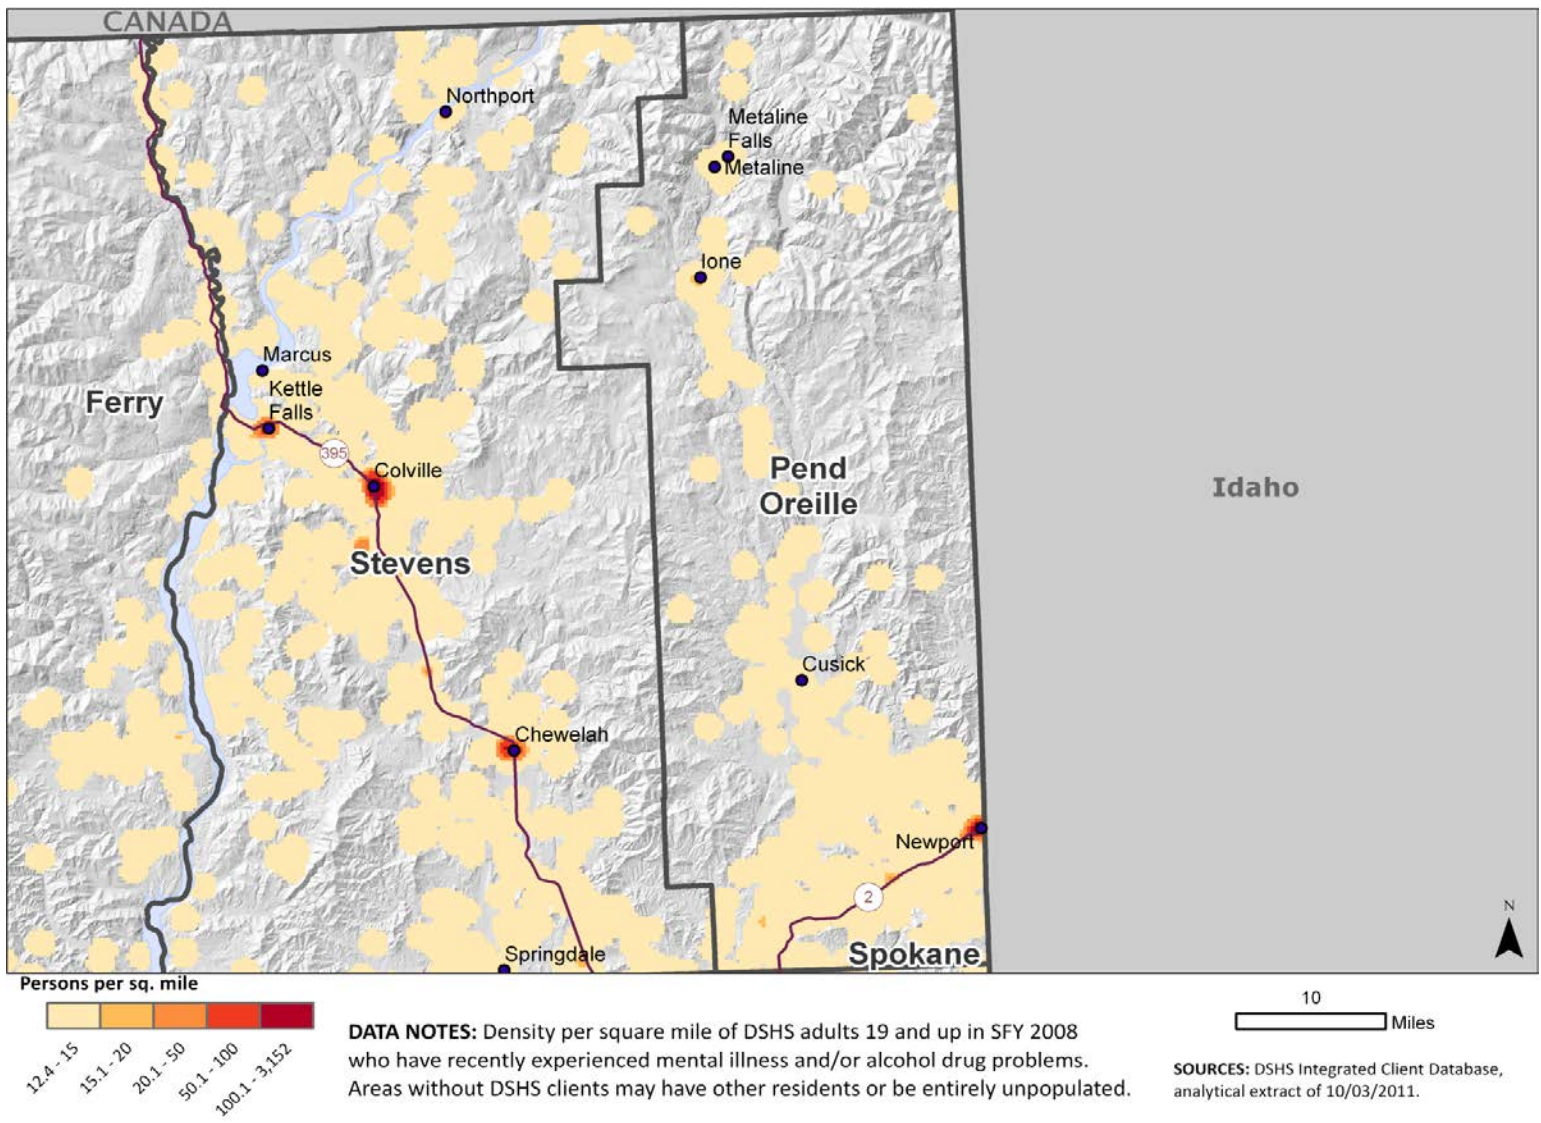 CANADA
Northport
Metaline
Falls
Metaline
Ione
Marcus
Kettle
Falls
Ferry
395
Colville
Pend
Oreille
Idaho
Stevens
Cusick
Chewelah
Newport
2
N
Springdale
Spokane
Persons per sq. mile
12.4 - 15
15.1 - 20
20.1 - 50
50.1 - 100
100.1 - 3,152
DATA NOTES: Density per square mile of DSHS adults 19 and up in SFY 2008
who have recently experienced mental illness and/or alcohol drug problems.
Areas without DSHS clients may have other residents or be entirely unpopulated.
10
Miles
SOURCES: DSHS Integrated Client Database,
analytical extract of 10/03/2011.